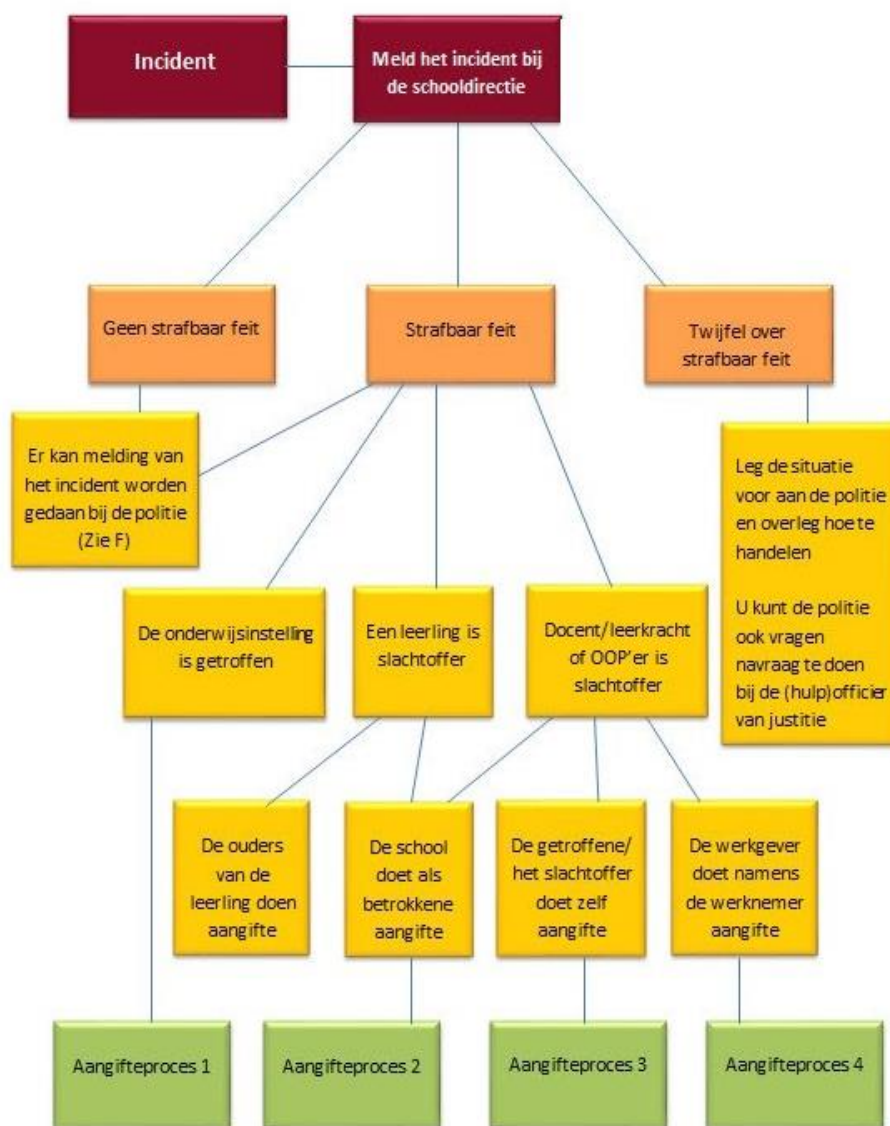 Incident
Meld het incident bij
de schooldirectie
Geen strafbaar feit
Strafbaar feit
Twijfel over
strafbaar feit
Er kan melding van
het incident worden
gedaan bij de politie
(Zie F)
Leg de situatie
voor aan de politie
en overleg hoe te
handelen
U kunt de politie
ook vragen
navraag te doen
bij de (hulp)officier
van justitie
De onderwijsinstelling
is getroffen
Een leerling is
slachtoffer
Docent/leerkracht
of OOP'er is
slachtoffer
De ouders
van de
leerling doen
aangifte
De school
doet als
betrokkene
aangifte
De getroffene/
het slachtoffer
doet zelf
aangifte
De werkgever
doet namens
de werknemer
aangifte
Aangifteproces 1
Aangifteproces 2
Aangifteproces 3
Aangifteproces 4